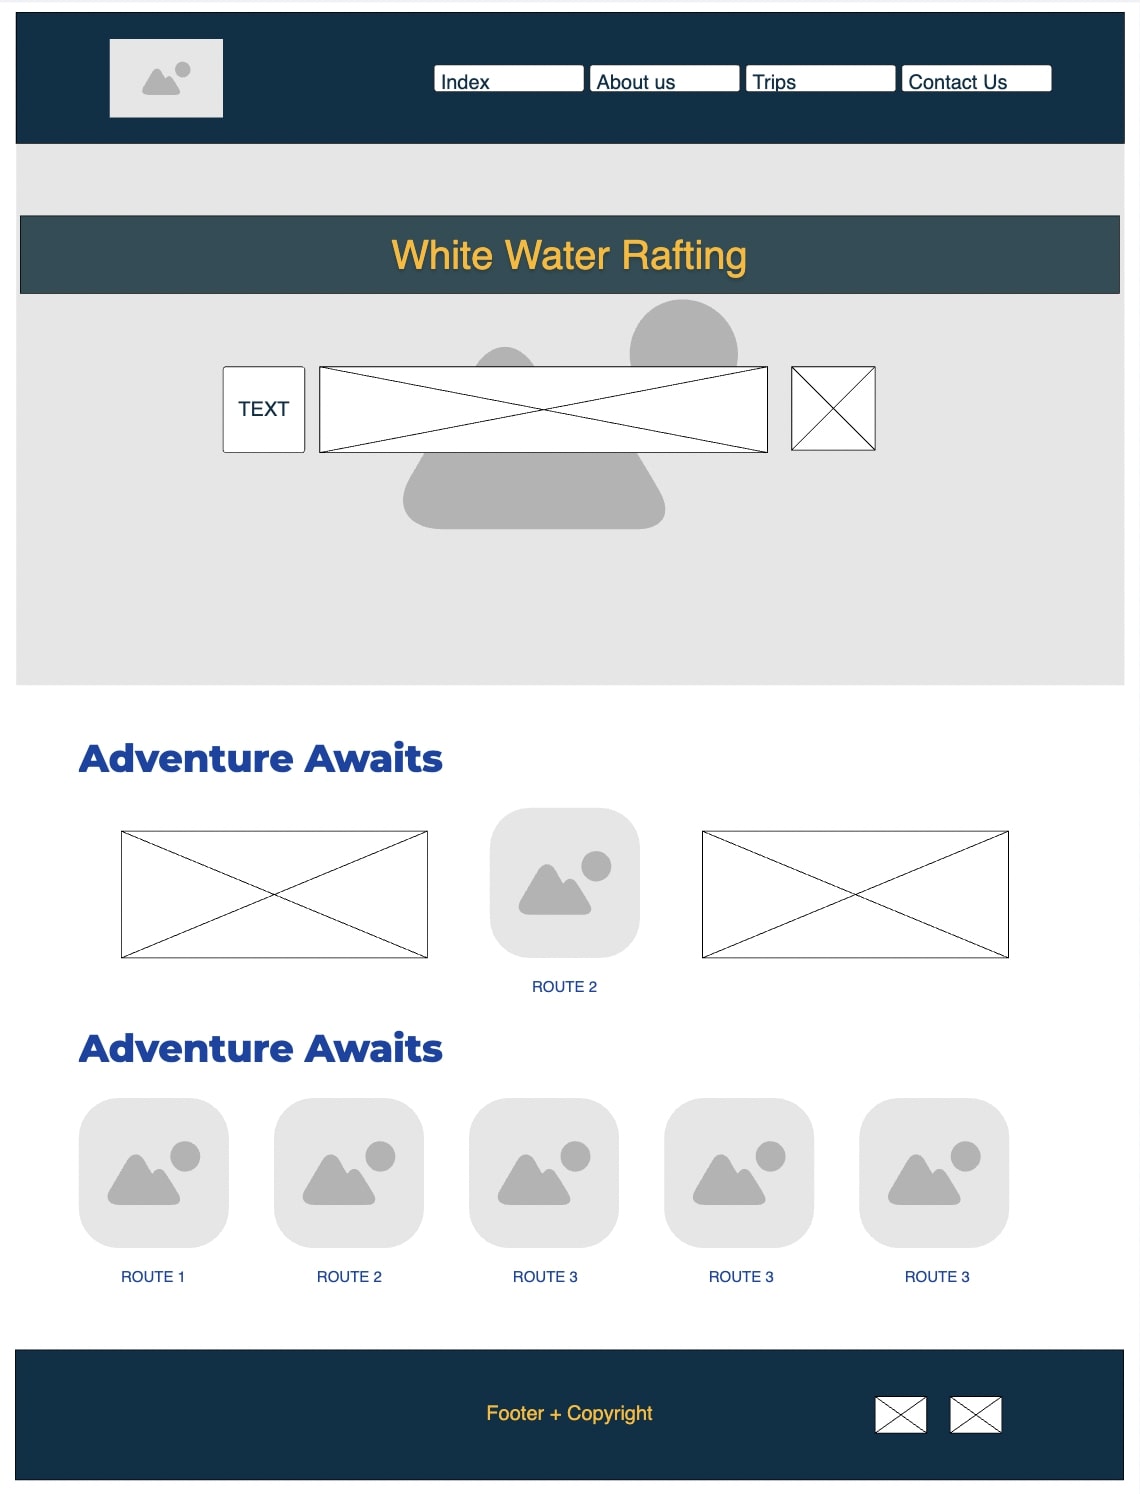 Index
About us
Trips
Contact Us
White Water Rafting
TEXT
Adventure Awaits
ROUTE 2
Adventure Awaits
ROUTE 1
ROUTE 2
ROUTE 3
ROUTE 3
ROUTE 3
Footer + Copyright